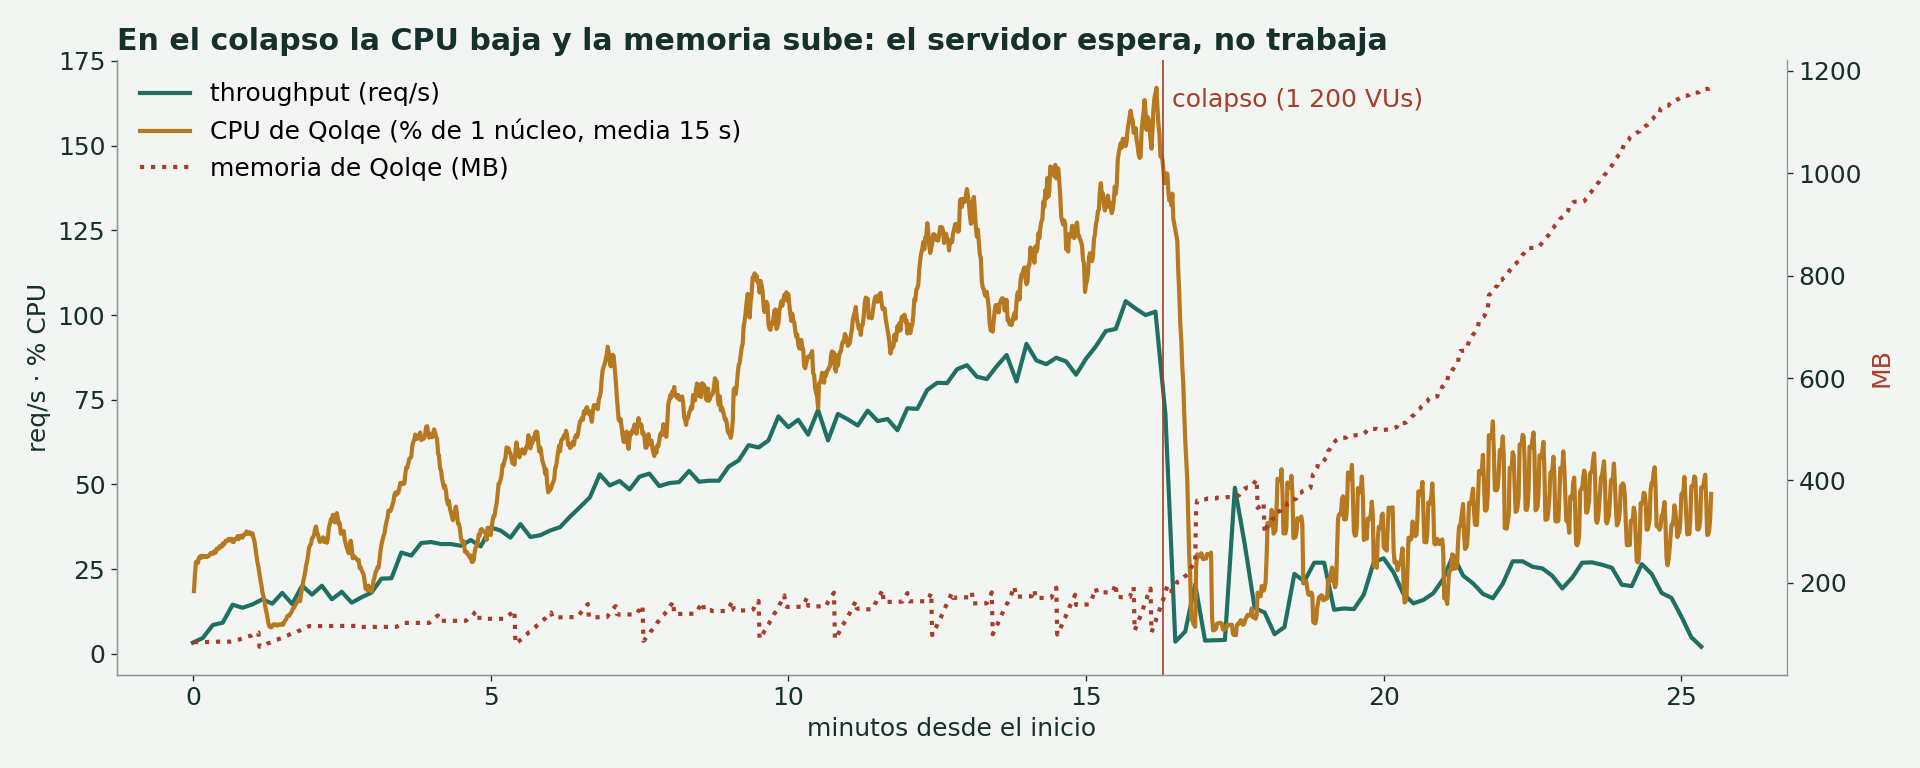 En el colapso la CPU baja y la memoria sube: el servidor espera, no trabaja
throughput (req/s)
CPU de Qolqe (% de 1 núcleo, media 15 s)
memoria de Qolqe (MB)
colapso (1 200 VUs)
req/s · % CPU
175
150
125
100
75
50
25
0
1200
1000
800
600
400
200
MB
0 5 10 15 20 25
minutos desde el inicio